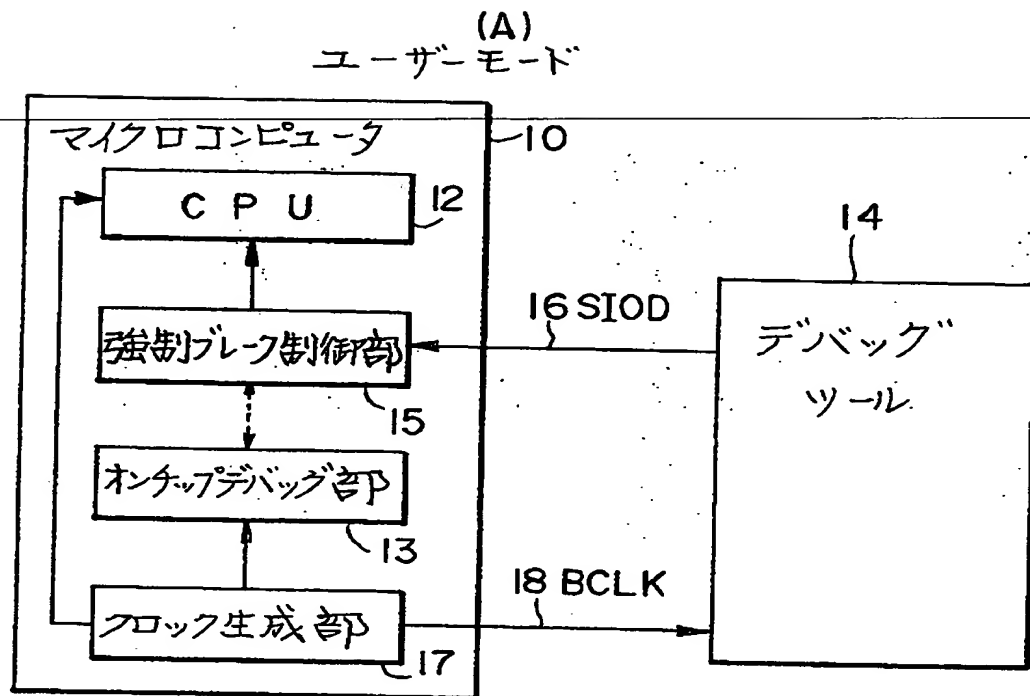 (A)
ユーザーモード
マイクロコンピュータ
10
CPU
12
強制ブレーク制御部
15
オンチップデバッグ部
13
クロック生成部
17
16 SIOD
18 BCLK
14
デバッグ
ツール